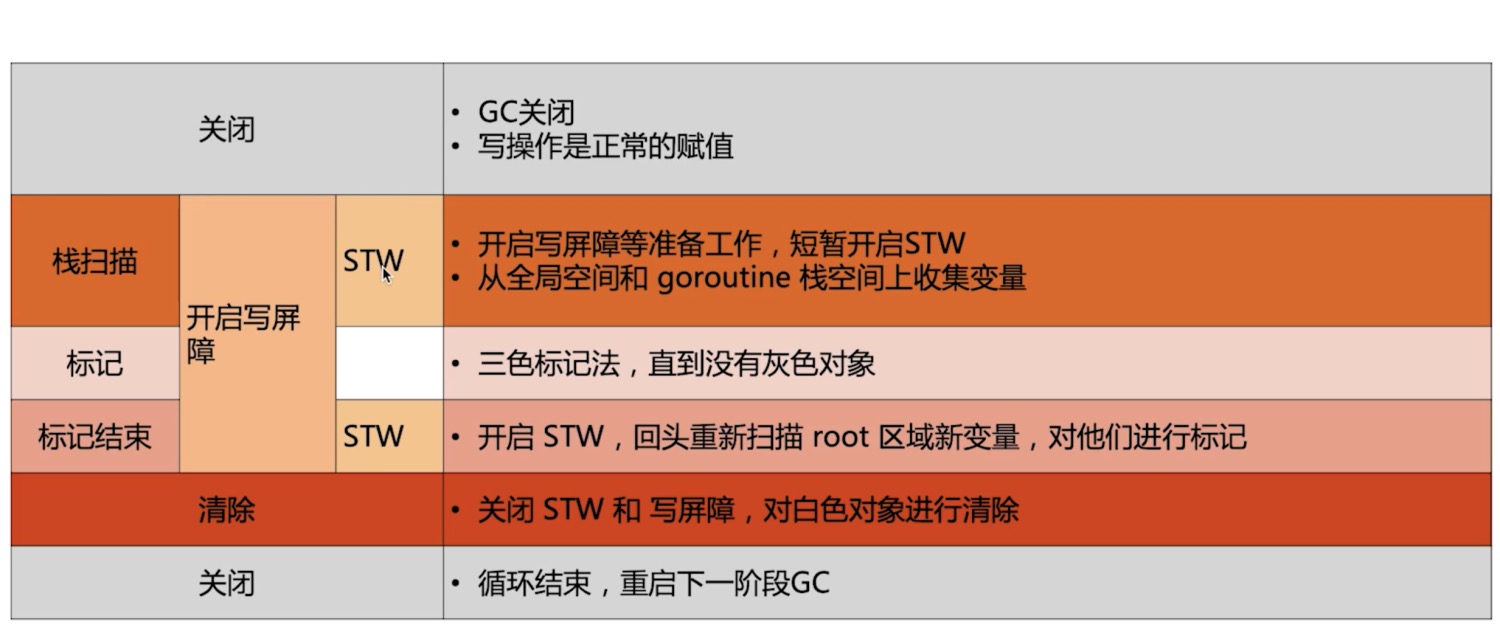 关闭
• GC关闭
• 写操作是正常的赋值
栈扫描
开启写屏
障
STW
• 开启写屏障等准备工作，短暂开启STW
• 从全局空间和 goroutine 栈空间上收集变量
标记
• 三色标记法，直到没有灰色对象
标记结束
STW
• 开启 STW，回头重新扫描 root 区域新变量，对他们进行标记
清除
• 关闭 STW 和 写屏障，对白色对象进行清除
关闭
• 循环结束，重启下一阶段GC